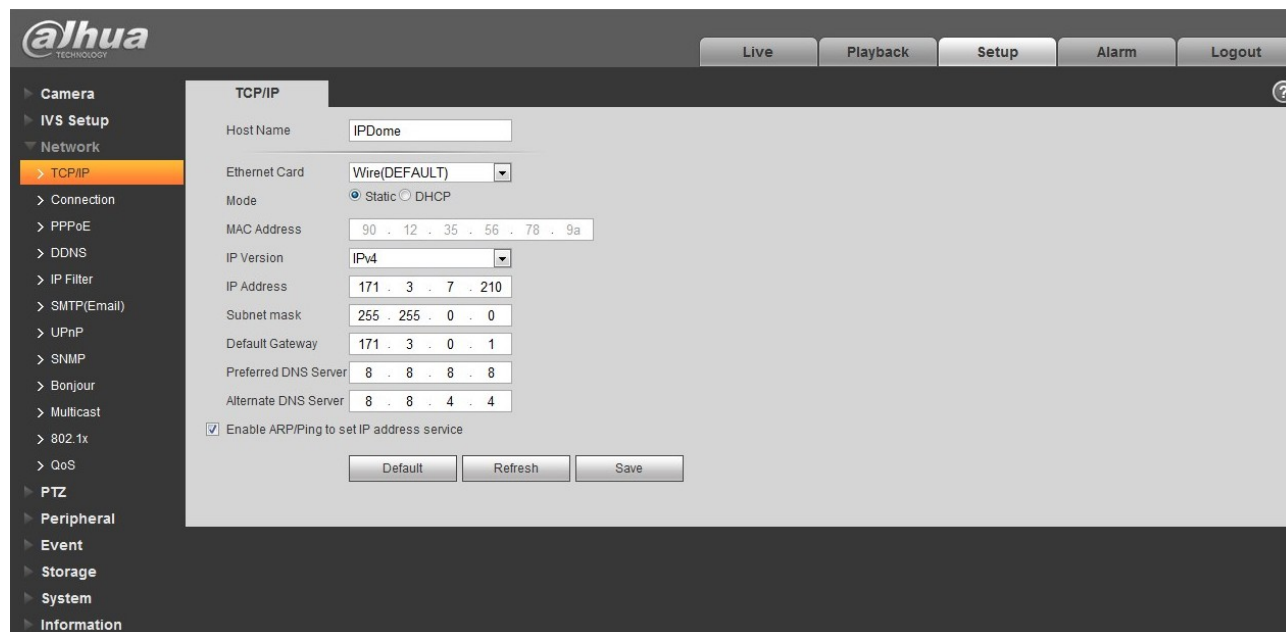 alhua
TECHNOLOGY
Live
Playback
Setup
Alarm
Logout
Camera
IVS Setup
Network
> TCP/IP
> Connection
> PPPoE
> DDNS
> IP Filter
> SMTP(Email)
> UPnP
> SNMP
> Bonjour
> Multicast
> 802.1x
> QoS
PTZ
Peripheral
Event
Storage
System
Information
TCP/IP
?
Host Name IPDome
Ethernet Card Wire(DEFAULT)
Mode Static DHCP
MAC Address 90 . 12 . 35 . 56 . 78 . 9a
IP Version IPv4
IP Address 171 . 3 . 7 . 210
Subnet mask 255 . 255 . 0 . 0
Default Gateway 171 . 3 . 0 . 1
Preferred DNS Server 8 . 8 . 8 . 8
Alternate DNS Server 8 . 8 . 4 . 4
Enable ARP/Ping to set IP address service
Default Refresh Save